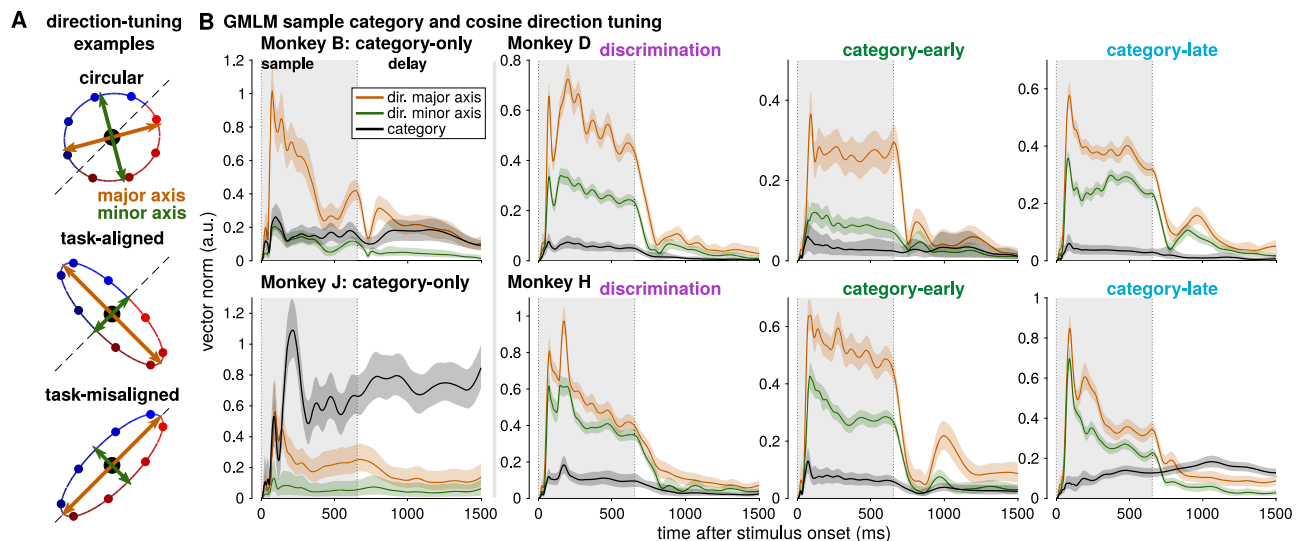 A
direction-tuning
examples
circular
major axis
minor axis
task-aligned
task-misaligned
B GMLM sample category and cosine direction tuning
Monkey B: category-only
sample
delay
dir. major axis
dir. minor axis
category
1.2
1
0.8
0.6
0.4
0.2
0
Monkey D
discrimination
0.8
0.6
0.4
0.2
0
category-early
0.4
0.2
0
category-late
0.6
0.4
0.2
0
vector norm (a.u.)
Monkey J: category-only
1.2
1
0.8
0.6
0.4
0.2
0
0 500 1000 1500
Monkey H
discrimination
1
0.8
0.6
0.4
0.2
0
0 500 1000 1500
category-early
0.6
0.4
0.2
0
0 500 1000 1500
category-late
1
0.8
0.6
0.4
0.2
0
0 500 1000 1500
time after stimulus onset (ms)